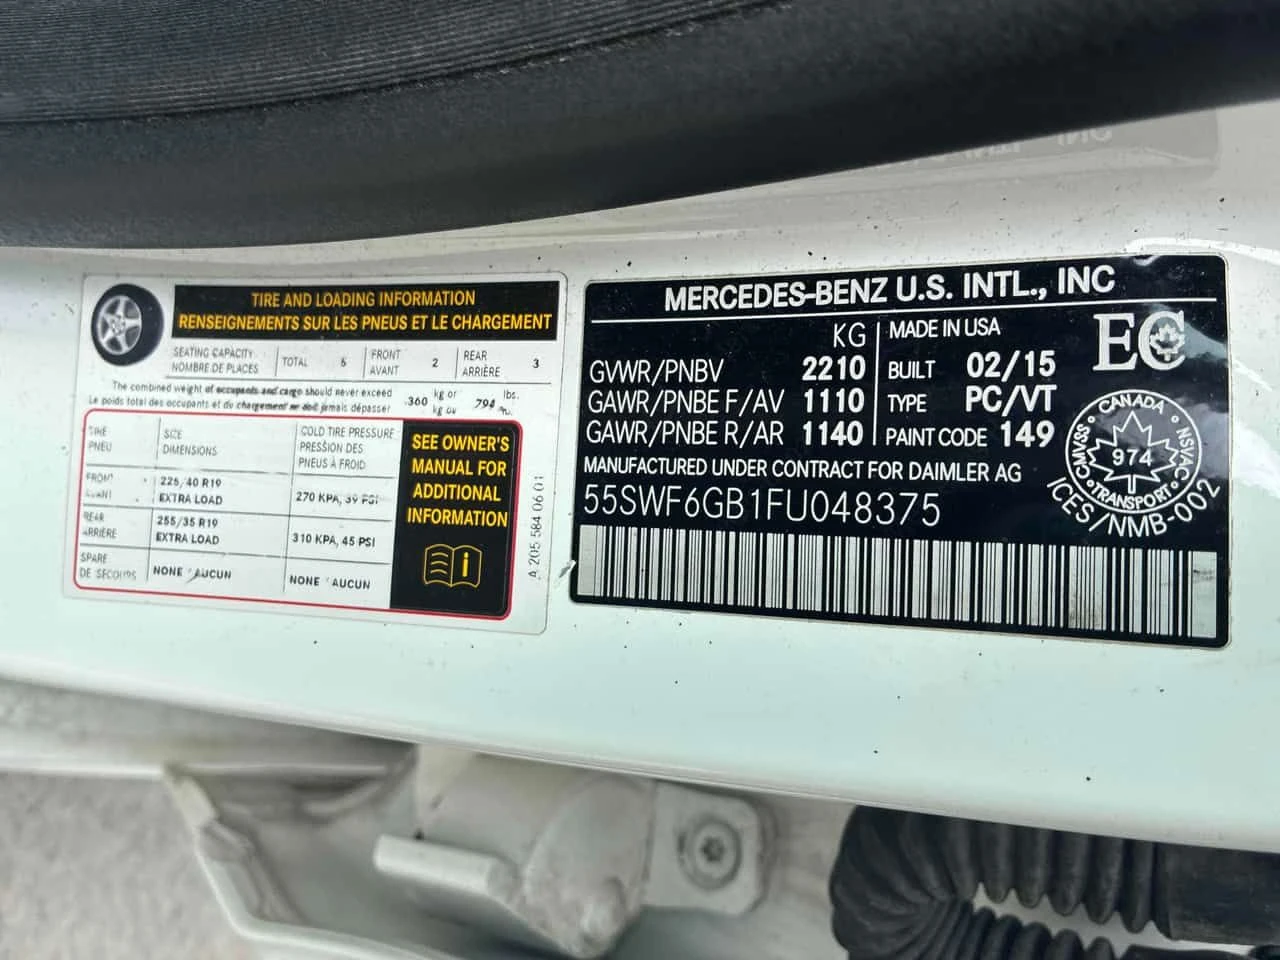 TIRE AND LOADING INFORMATION
RENSEIGNEMENTS SUR LES PNEUS ET LE CHARGEMENT
SEATING CAPACITY
NOMBRE DE PLACES
TOTAL 5
FRONT
AVANT
2
REAR
ARRIÈRE
3
The combined weight of occupants and cargo should never exceed
Le poids total des occupants et du chargement ne doit jamais dépasser
360
kg or
kg ou
794
lbs.
TIRE
PNEU
SIZE
DIMENSIONS
COLD TIRE PRESSURE
PRESSION DES
PNEUS À FROID
FRONT
AVANT
225/40 R19
EXTRA LOAD
270 KPA, 39 PSI
REAR
ARRIÈRE
255/35 R19
EXTRA LOAD
310 KPA, 45 PSI
SPARE
DE SECOURS
NONE / AUCUN
NONE / AUCUN
SEE OWNER'S
MANUAL FOR
ADDITIONAL
INFORMATION
i
A 205 584 06 01
MERCEDES-BENZ U.S. INTL., INC
KG
GVWR/PNBV 2210
GAWR/PNBE F/AV 1110
GAWR/PNBE R/AR 1140
MADE IN USA
BUILT 02/15
TYPE PC/VT
PAINT CODE 149
MANUFACTURED UNDER CONTRACT FOR DAIMLER AG
55SWF6GB1FU048375
EC
CANADA
CMVSS
974
NSVAC
TRANSPORT
ICES/NMB-002